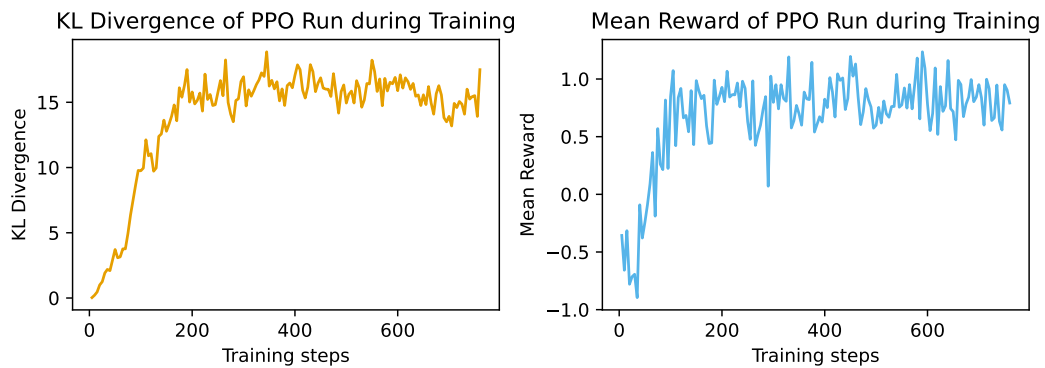 KL Divergence of PPO Run during Training
KL Divergence
15
10
5
0
0 200 400 600
Training steps
Mean Reward of PPO Run during Training
Mean Reward
1.0
0.5
0.0
−0.5
−1.0
0 200 400 600
Training steps